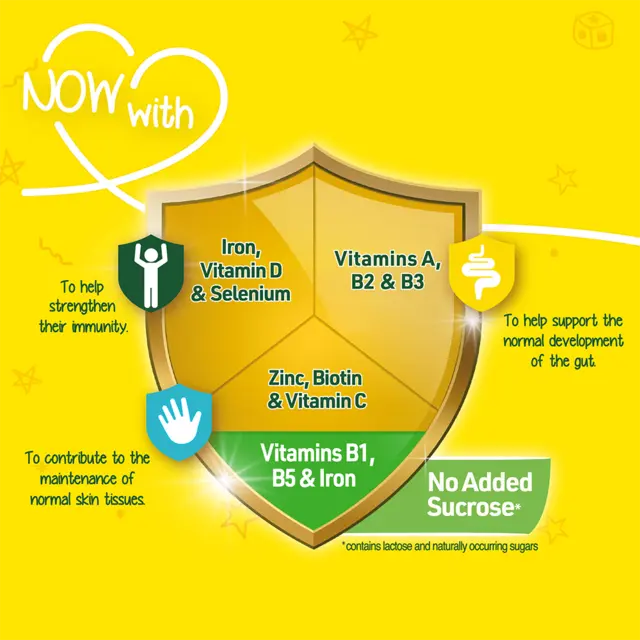 NOW with
Iron,
Vitamin D
& Selenium
Vitamins A,
B2 & B3
To help
strengthen
their immunity.
To help support the
normal development
of the gut.
Zinc, Biotin
& Vitamin C
To contribute to the
maintenance of
normal skin tissues.
Vitamins B1,
B5 & Iron
No Added
Sucrose*
*contains lactose and naturally occurring sugars